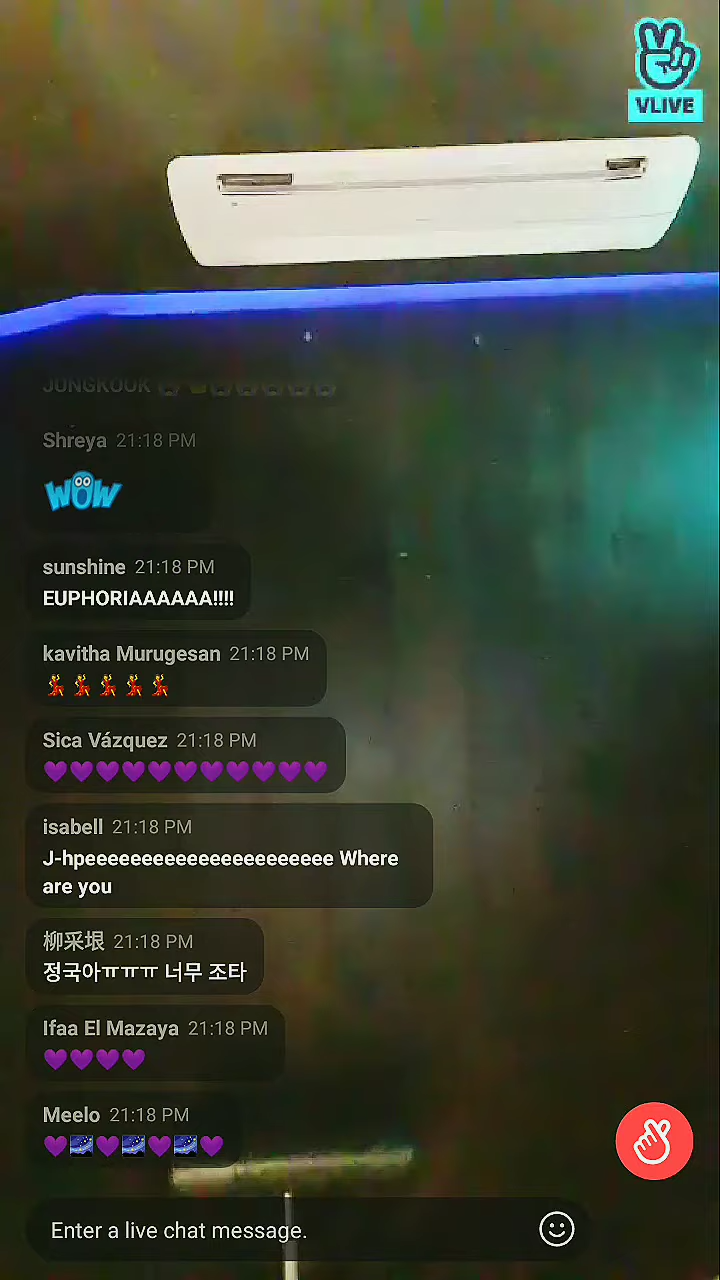 VLIVE
JUNGKOOK
Shreya 21:18 PM
WOW
sunshine 21:18 PM
EUPHORIAAAAAA!!!!
kavitha Murugesan 21:18 PM
💃💃💃💃💃
Sica Vázquez 21:18 PM
💜💜💜💜💜💜💜💜💜💜💜
isabell 21:18 PM
J-hpeeeeeeeeeeeeeeeeeeeeee Where
are you
柳采垠 21:18 PM
정국아ㅠㅠㅠ 너무 조타
Ifaa El Mazaya 21:18 PM
💜💜💜💜
Meelo 21:18 PM
💜🌌💜🌌💜🌌💜
Enter a live chat message.